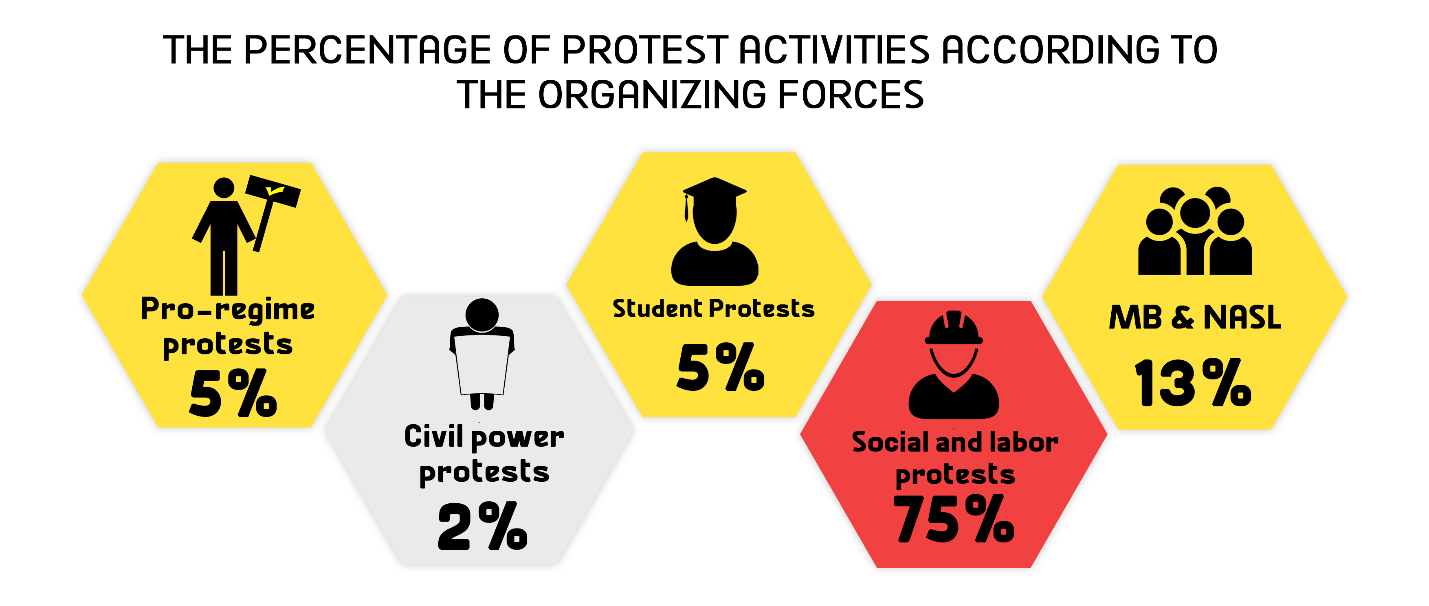 THE PERCENTAGE OF PROTEST ACTIVITIES ACCORDING TO
THE ORGANIZING FORCES
Pro-regime
protests
5%
Civil power
protests
2%
Student Protests
5%
Social and labor
protests
75%
MB & NASL
13%